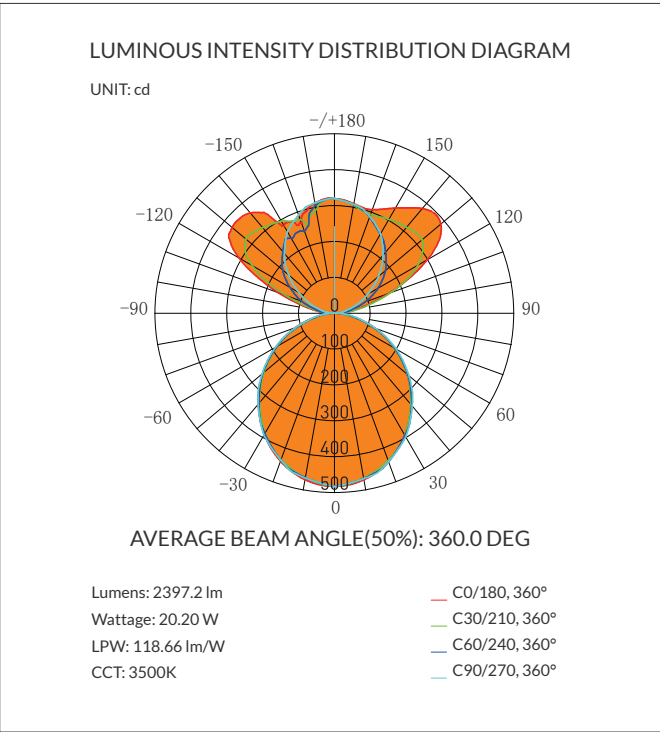 LUMINOUS INTENSITY DISTRIBUTION DIAGRAM
UNIT: cd
−/+180
−150
150
−120
120
−90
0
90
100
200
−60
300
60
400
−30
500
30
0
AVERAGE BEAM ANGLE(50%): 360.0 DEG
Lumens: 2397.2 lm
Wattage: 20.20 W
LPW: 118.66 lm/W
CCT: 3500K
C0/180, 360°
C30/210, 360°
C60/240, 360°
C90/270, 360°